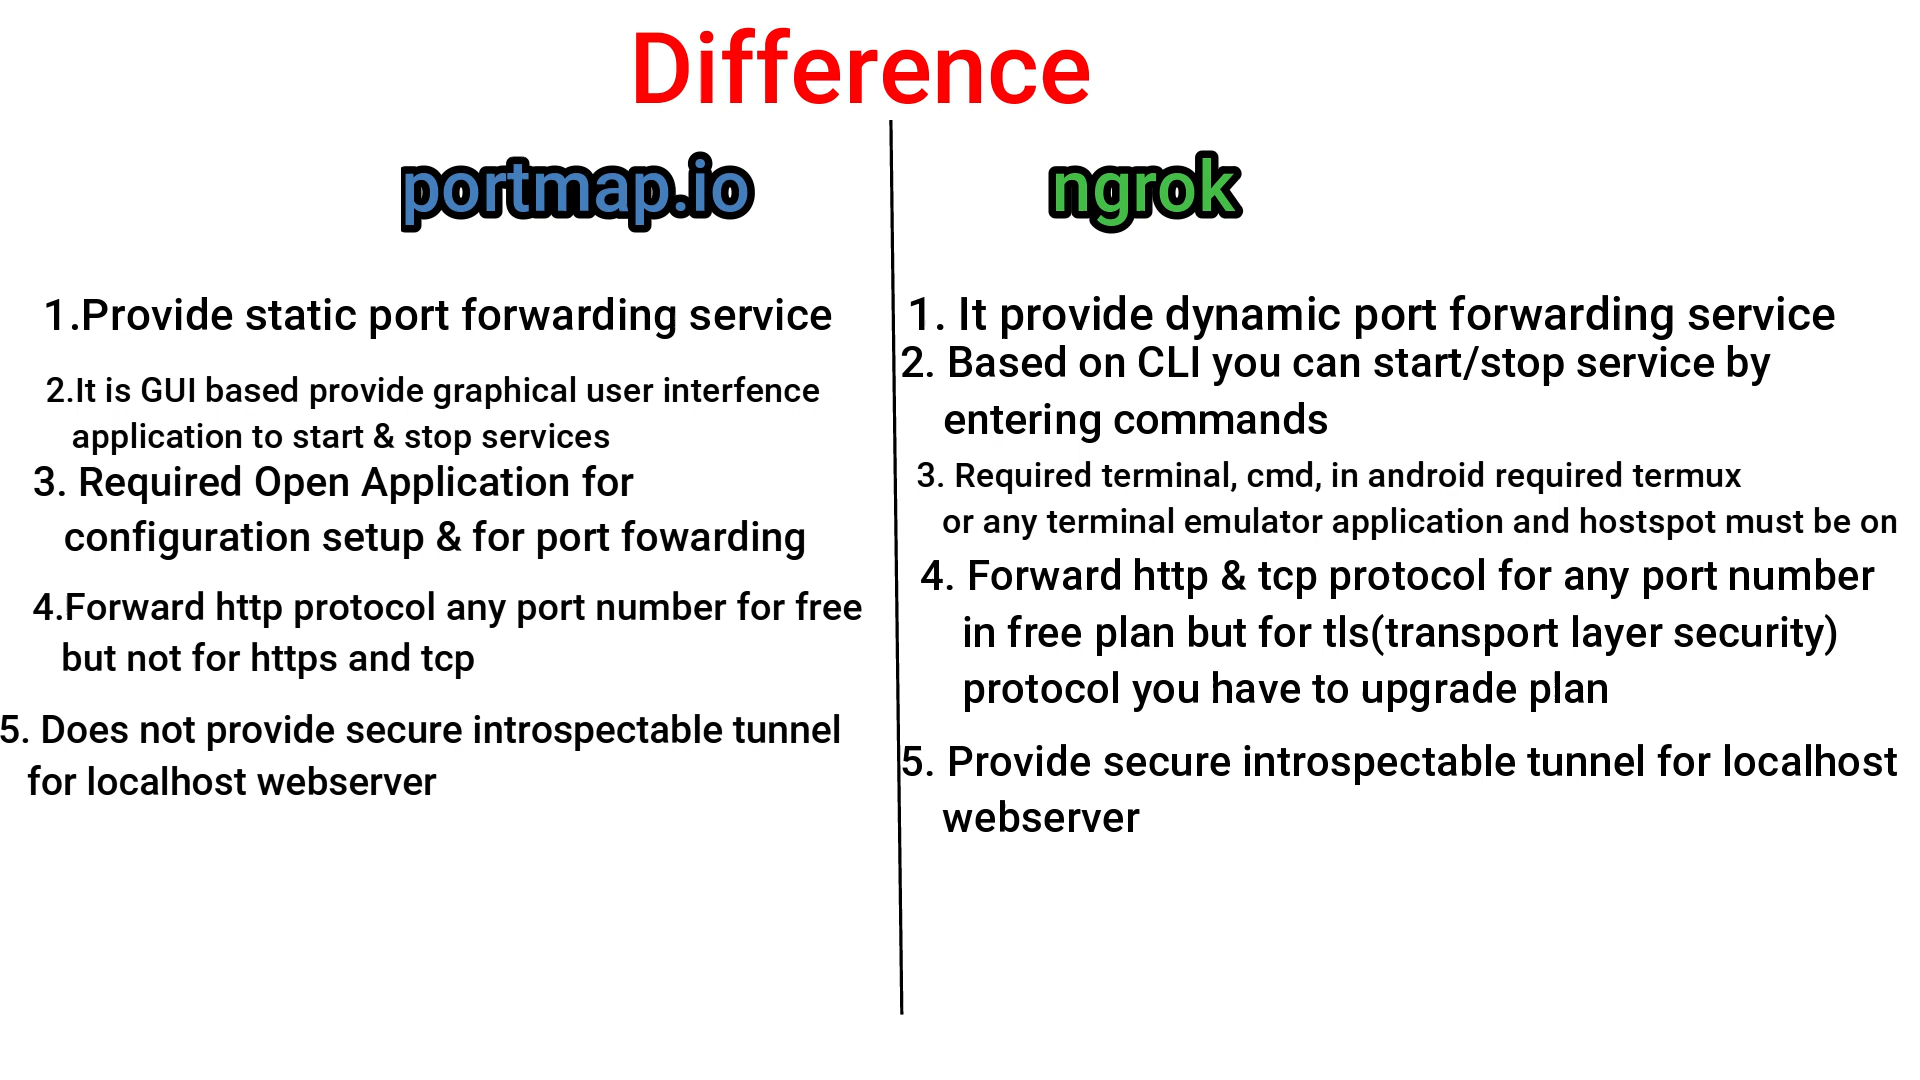 Difference
portmap.io
1.Provide static port forwarding service
2.It is GUI based provide graphical user interfence
application to start & stop services
3. Required Open Application for
configuration setup & for port fowarding
4.Forward http protocol any port number for free
but not for https and tcp
5. Does not provide secure introspectable tunnel
for localhost webserver
ngrok
1. It provide dynamic port forwarding service
2. Based on CLI you can start/stop service by
entering commands
3. Required terminal, cmd, in android required termux
or any terminal emulator application and hostspot must be on
4. Forward http & tcp protocol for any port number
in free plan but for tls(transport layer security)
protocol you have to upgrade plan
5. Provide secure introspectable tunnel for localhost
webserver